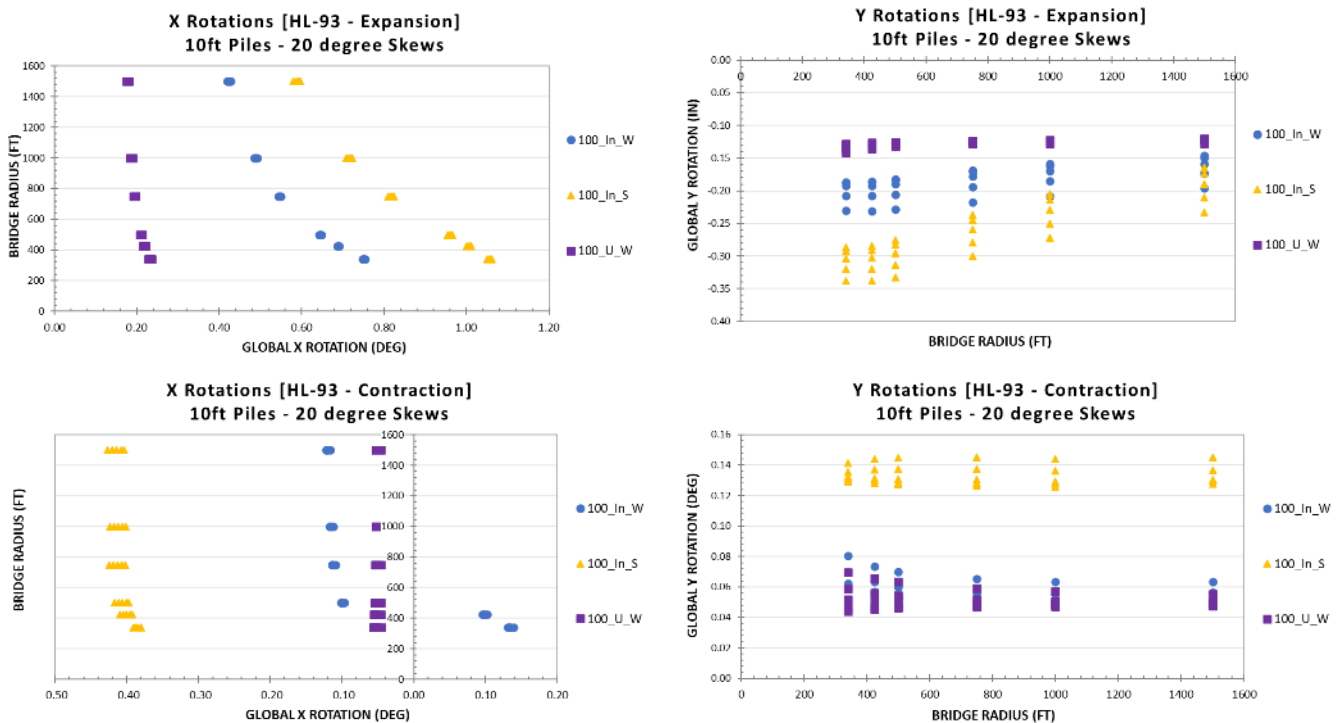 X Rotations [HL-93 - Expansion]
10ft Piles - 20 degree Skews
BRIDGE RADIUS (FT)
1600
1400
1200
1000
800
600
400
200
0
0.00 0.20 0.40 0.60 0.80 1.00 1.20
GLOBAL X ROTATION (DEG)
100_In_W
100_In_S
100_U_W
Y Rotations [HL-93 - Expansion]
10ft Piles - 20 degree Skews
GLOBAL Y ROTATION (IN)
0.00
0 200 400 600 800 1000 1200 1400 1600
-0.05
-0.10
-0.15
-0.20
-0.25
-0.30
-0.35
-0.40
BRIDGE RADIUS (FT)
100_In_W
100_In_S
100_U_W
X Rotations [HL-93 - Contraction]
10ft Piles - 20 degree Skews
BRIDGE RADIUS (FT)
1600
1400
1200
1000
800
600
400
200
0
0.50 0.40 0.30 0.20 0.10 0.00 0.10 0.20
GLOBAL X ROTATION (DEG)
100_In_W
100_In_S
100_U_W
Y Rotations [HL-93 - Contraction]
10ft Piles - 20 degree Skews
GLOBAL Y ROTATION (DEG)
0.16
0.14
0.12
0.10
0.08
0.06
0.04
0.02
0.00
0 200 400 600 800 1000 1200 1400 1600
BRIDGE RADIUS (FT)
100_In_W
100_In_S
100_U_W